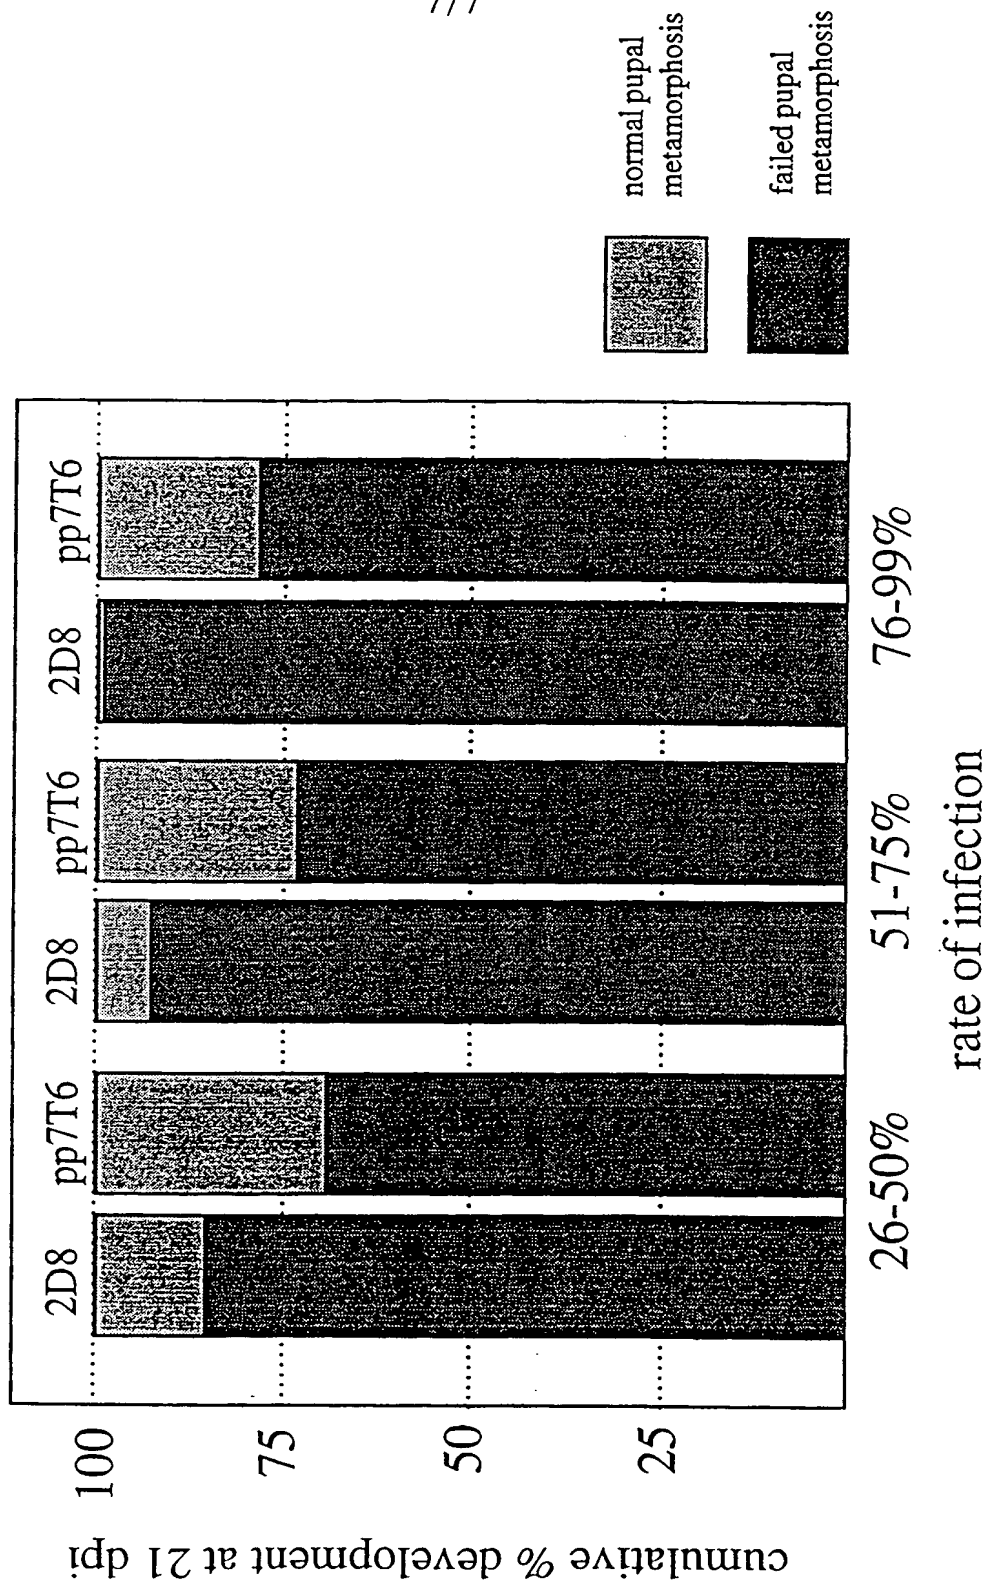 7/7
normal pupal
metamorphosis
failed pupal
metamorphosis
2D8
pp7T6
2D8
pp7T6
2D8
pp7T6
100
75
50
25
cumulative % development at 21 dpi
26-50%
51-75%
76-99%
rate of infection